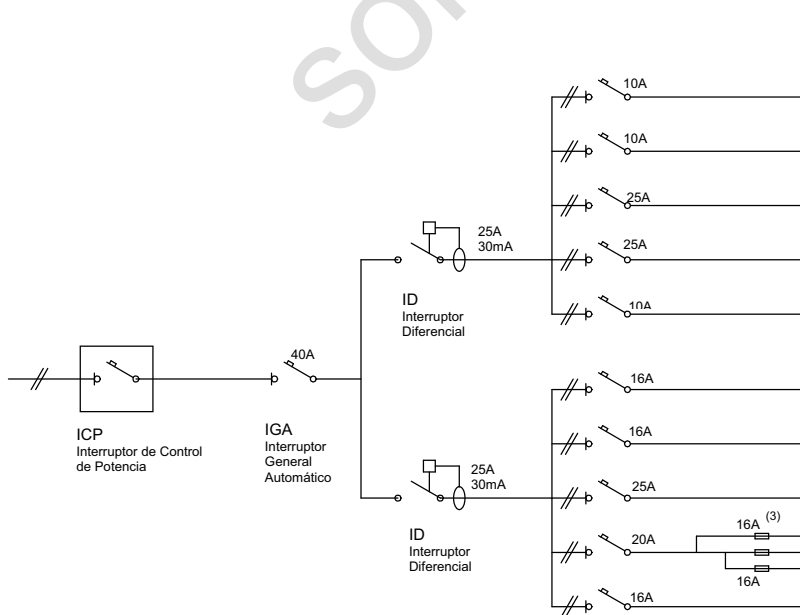 SOL
10A
10A
25A
25A
10A
25A
30mA
ID
Interruptor
Diferencial
40A
ICP
Interruptor de Control
de Potencia
IGA
Interruptor
General
Automático
25A
30mA
ID
Interruptor
Diferencial
16A
16A
25A
20A
16A (3)
16A
16A